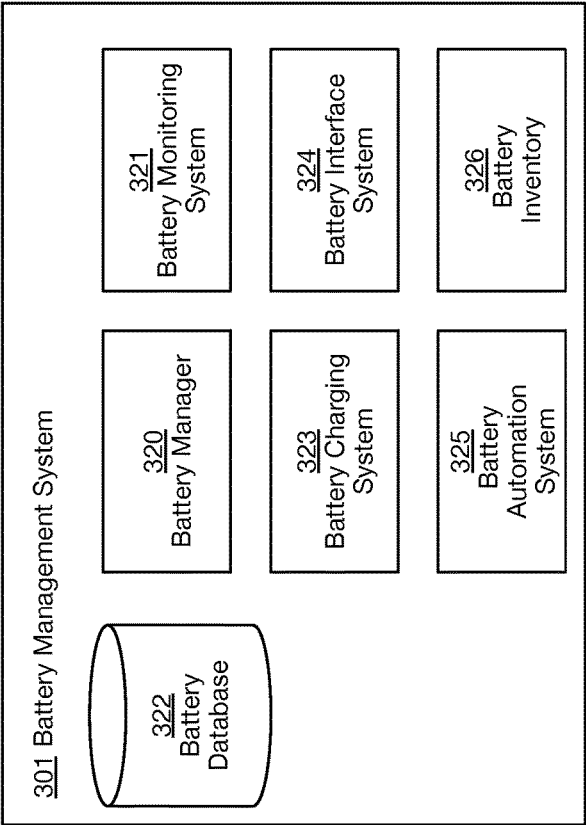 301 Battery Management System
322
Battery
Database
320
Battery Manager
321
Battery Monitoring
System
323
Battery Charging
System
324
Battery Interface
System
325
Battery
Automation
System
326
Battery
Inventory